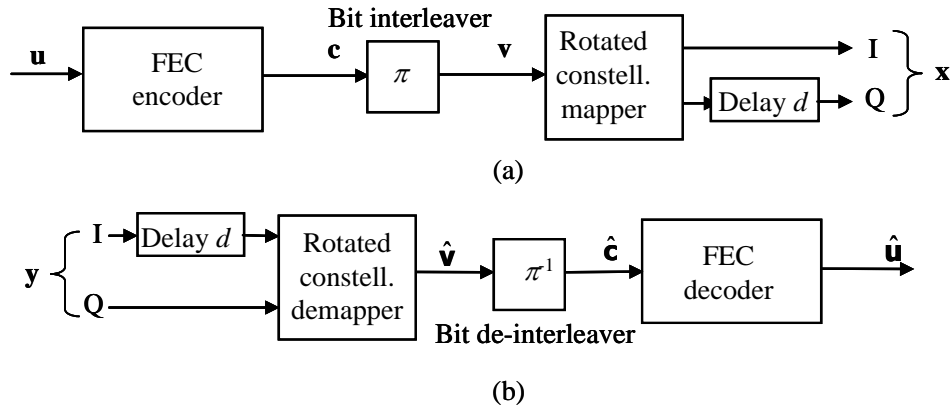 Bit interleaver
u
FEC
encoder
c
π
v
Rotated
constell.
mapper
I
Delay d
Q
x
(a)
y
I
Delay d
Q
Rotated
constell.
demapper
v̂
π-1
ĉ
FEC
decoder
û
Bit de-interleaver
(b)